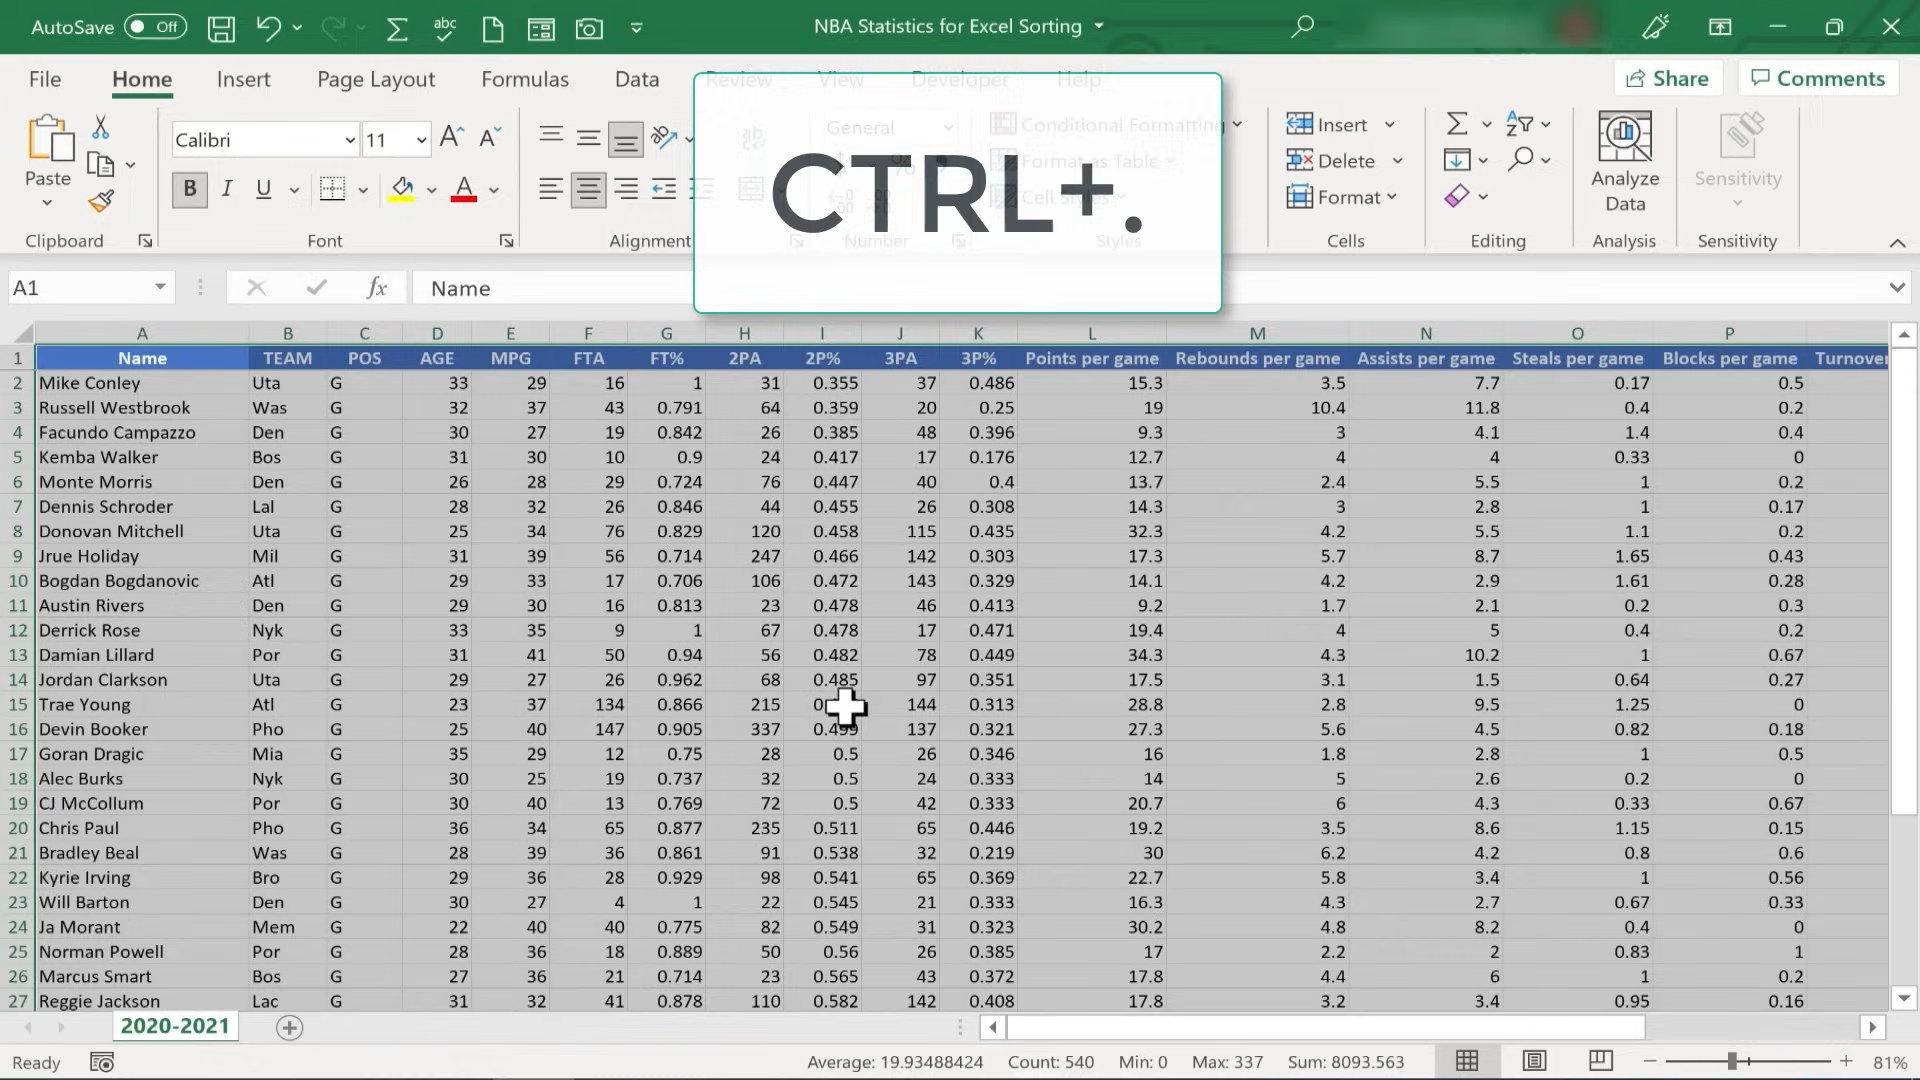 AutoSave Off abc NBA Statistics for Excel Sorting
File Home Insert Page Layout Formulas Data Review View Developer Help Share Comments
CTRL+.
Paste Calibri 11 A A ab General Conditional Formatting Insert Analyze Data Sensitivity
B I U A % Format as Table Delete
Cell Styles Format
Clipboard Font Alignment Number Styles Cells Editing Analysis Sensitivity
A1 fx Name
A B C D E F G H I J K L M N O P
1 Name TEAM POS AGE MPG FTA FT% 2PA 2P% 3PA 3P% Points per game Rebounds per game Assists per game Steals per game Blocks per game Turnover
2 Mike Conley Uta G 33 29 16 1 31 0.355 37 0.486 15.3 3.5 7.7 0.17 0.5
3 Russell Westbrook Was G 32 37 43 0.791 64 0.359 20 0.25 19 10.4 11.8 0.4 0.2
4 Facundo Campazzo Den G 30 27 19 0.842 26 0.385 48 0.396 9.3 3 4.1 1.4 0.4
5 Kemba Walker Bos G 31 30 10 0.9 24 0.417 17 0.176 12.7 4 4 0.33 0
6 Monte Morris Den G 26 28 29 0.724 76 0.447 40 0.4 13.7 2.4 5.5 1 0.2
7 Dennis Schroder Lal G 28 32 26 0.846 44 0.455 26 0.308 14.3 3 2.8 1 0.17
8 Donovan Mitchell Uta G 25 34 76 0.829 120 0.458 115 0.435 32.3 4.2 5.5 1.1 0.2
9 Jrue Holiday Mil G 31 39 56 0.714 247 0.466 142 0.303 17.3 5.7 8.7 1.65 0.43
10 Bogdan Bogdanovic Atl G 29 33 17 0.706 106 0.472 143 0.329 14.1 4.2 2.9 1.61 0.28
11 Austin Rivers Den G 29 30 16 0.813 23 0.478 46 0.413 9.2 1.7 2.1 0.2 0.3
12 Derrick Rose Nyk G 33 35 9 1 67 0.478 17 0.471 19.4 4 5 0.4 0.2
13 Damian Lillard Por G 31 41 50 0.94 56 0.482 78 0.449 34.3 4.3 10.2 1 0.67
14 Jordan Clarkson Uta G 29 27 26 0.962 68 0.485 97 0.351 17.5 3.1 1.5 0.64 0.27
15 Trae Young Atl G 23 37 134 0.866 215 144 0.313 28.8 2.8 9.5 1.25 0
16 Devin Booker Pho G 25 40 147 0.905 337 0.499 137 0.321 27.3 5.6 4.5 0.82 0.18
17 Goran Dragic Mia G 35 29 12 0.75 28 0.5 26 0.346 16 1.8 2.8 1 0.5
18 Alec Burks Nyk G 30 25 19 0.737 32 0.5 24 0.333 14 5 2.6 0.2 0
19 CJ McCollum Por G 30 40 13 0.769 72 0.5 42 0.333 20.7 6 4.3 0.33 0.67
20 Chris Paul Pho G 36 34 65 0.877 235 0.511 65 0.446 19.2 3.5 8.6 1.15 0.15
21 Bradley Beal Was G 28 39 36 0.861 91 0.538 32 0.219 30 6.2 4.2 0.8 0.6
22 Kyrie Irving Bro G 29 36 28 0.929 98 0.541 65 0.369 22.7 5.8 3.4 1 0.56
23 Will Barton Den G 30 27 4 1 22 0.545 21 0.333 16.3 4.3 2.7 0.67 0.33
24 Ja Morant Mem G 22 40 40 0.775 82 0.549 31 0.323 30.2 4.8 8.2 0.4 0
25 Norman Powell Por G 28 36 18 0.889 50 0.56 26 0.385 17 2.2 2 0.83 1
26 Marcus Smart Bos G 27 36 21 0.714 23 0.565 43 0.372 17.8 4.4 6 1 0.2
27 Reggie Jackson Lac G 31 32 41 0.878 110 0.582 142 0.408 17.8 3.2 3.4 0.95 0.16
2020-2021
Ready Average: 19.93488424 Count: 540 Min: 0 Max: 337 Sum: 8093.563 81%